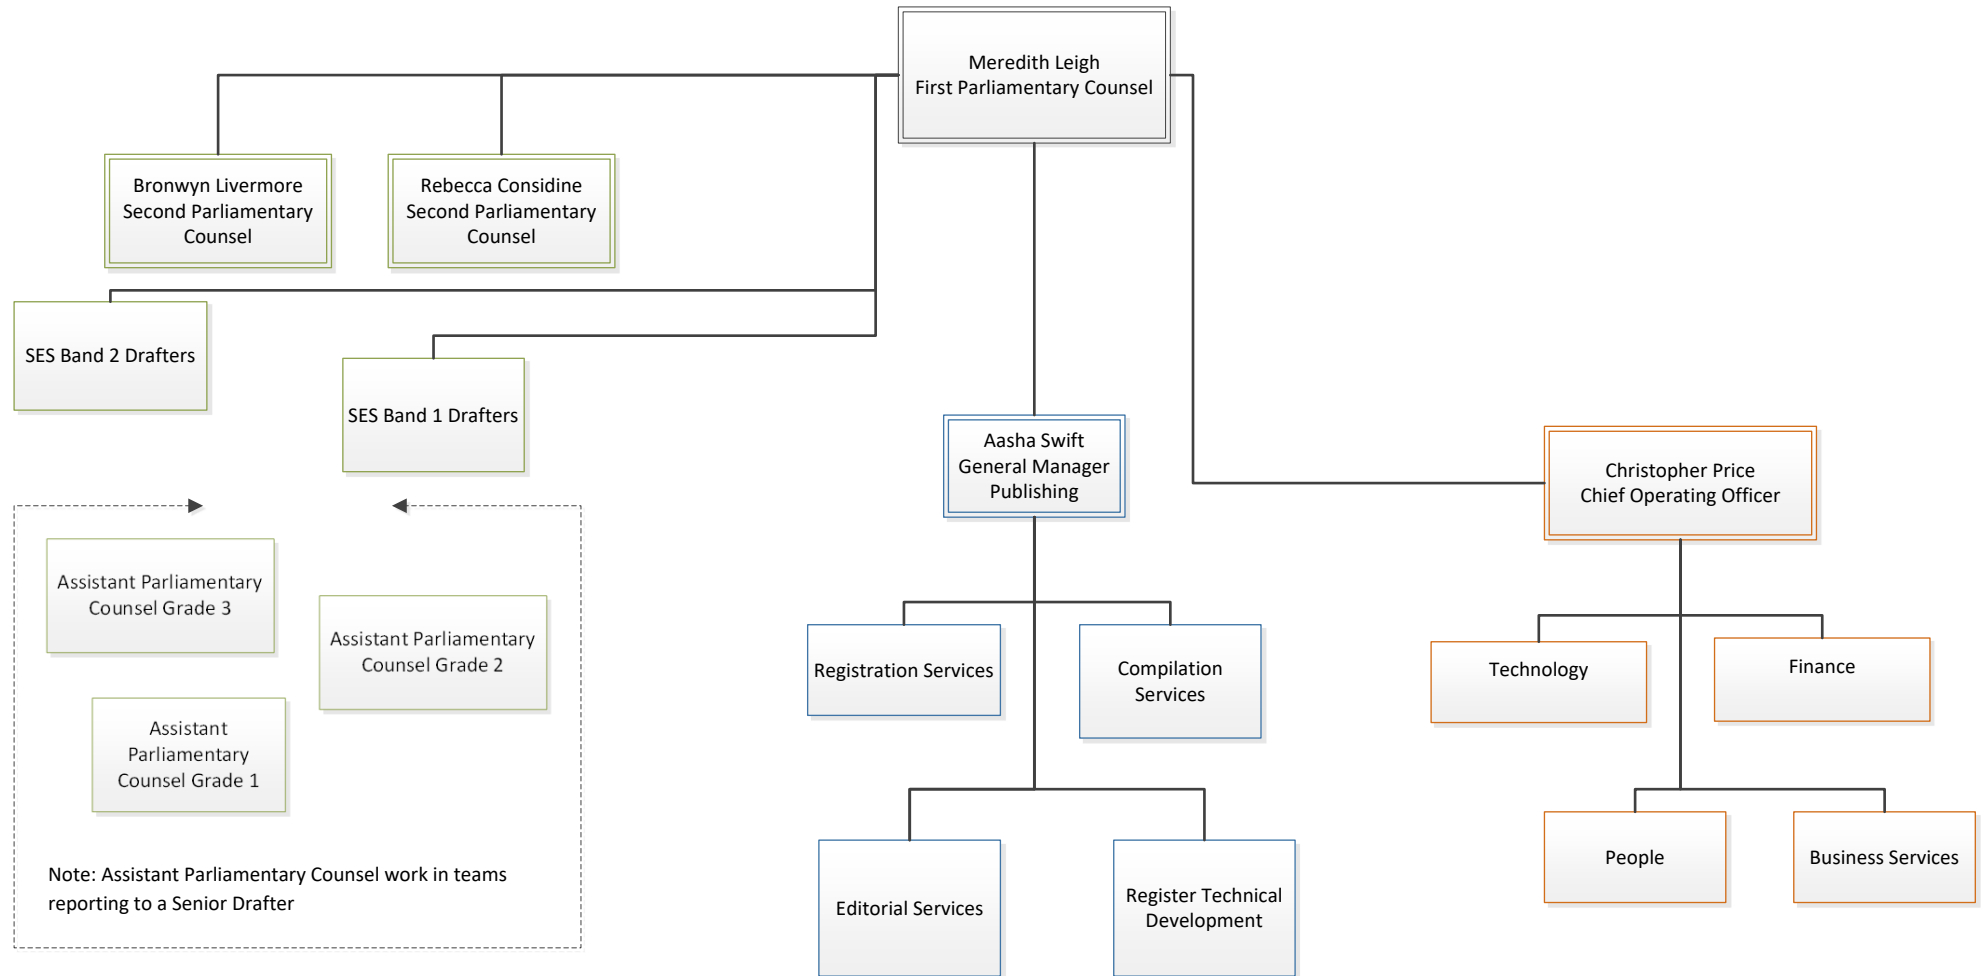 Meredith Leigh
First Parliamentary Counsel
Bronwyn Livermore
Second Parliamentary
Counsel
Rebecca Considine
Second Parliamentary
Counsel
SES Band 2 Drafters
SES Band 1 Drafters
Aasha Swift
General Manager
Publishing
Christopher Price
Chief Operating Officer
Assistant Parliamentary
Counsel Grade 3
Assistant Parliamentary
Counsel Grade 2
Assistant
Parliamentary
Counsel Grade 1
Note: Assistant Parliamentary Counsel work in teams
reporting to a Senior Drafter
Registration Services
Compilation
Services
Editorial Services
Register Technical
Development
Technology
Finance
People
Business Services